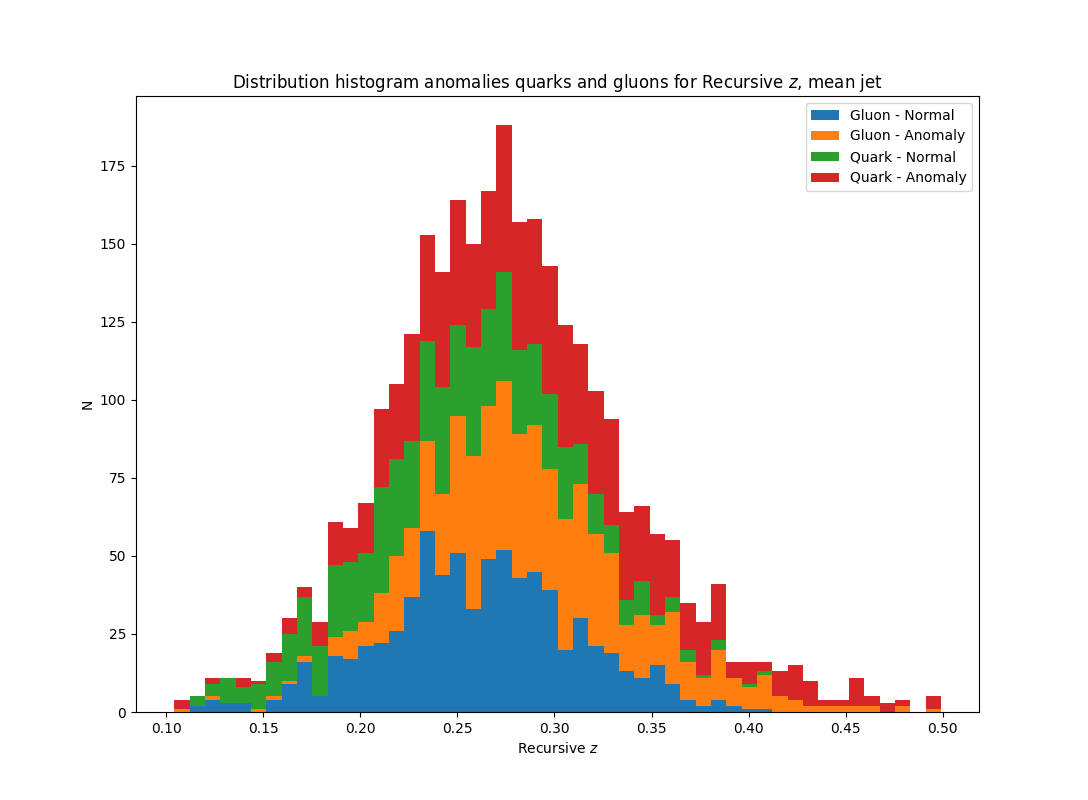 Distribution histogram anomalies quarks and gluons for Recursive z, mean jet
Gluon - Normal
Gluon - Anomaly
Quark - Normal
Quark - Anomaly
175
150
125
100
75
50
25
0
N
0.10 0.15 0.20 0.25 0.30 0.35 0.40 0.45 0.50
Recursive z